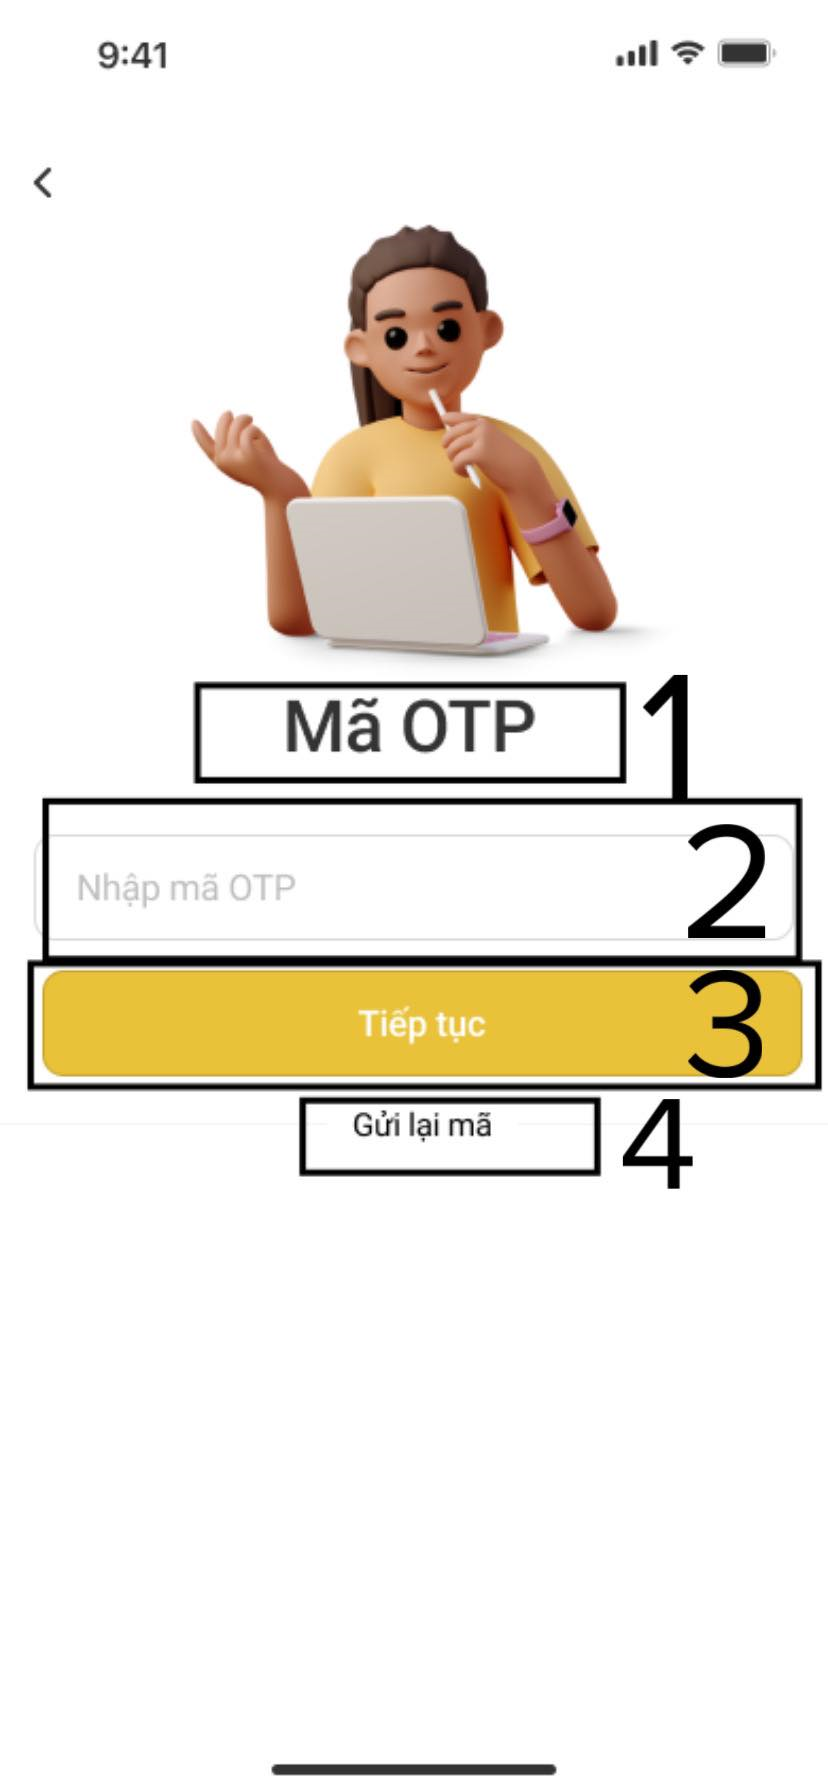 9:41
Mã OTP
1
Nhập mã OTP
2
Tiếp tục
3
Gửi lại mã
4